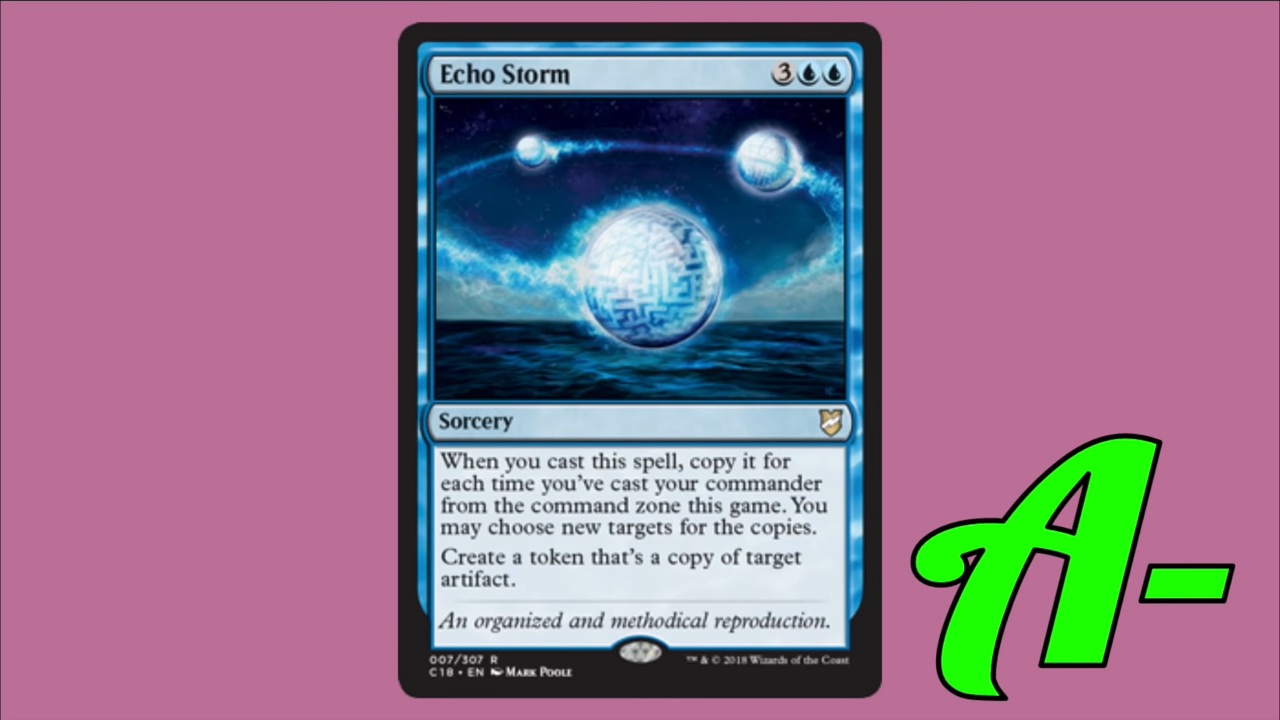 Echo Storm 3
Sorcery
When you cast this spell, copy it for
each time you've cast your commander
from the command zone this game. You
may choose new targets for the copies.
Create a token that's a copy of target
artifact.
An organized and methodical reproduction.
007/307 R ™ & © 2018 Wizards of the Coast
C18 • EN Mark Poole
A-